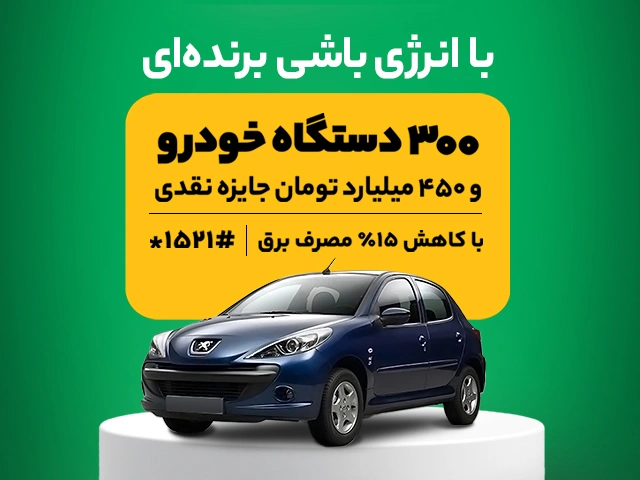 با انرژی باشی برنده‌ای
۳۰۰ دستگاه خودرو
و ۴۵۰ میلیارد تومان جایزه نقدی
با کاهش ۱۵٪ مصرف برق | *۱۵۲۱#